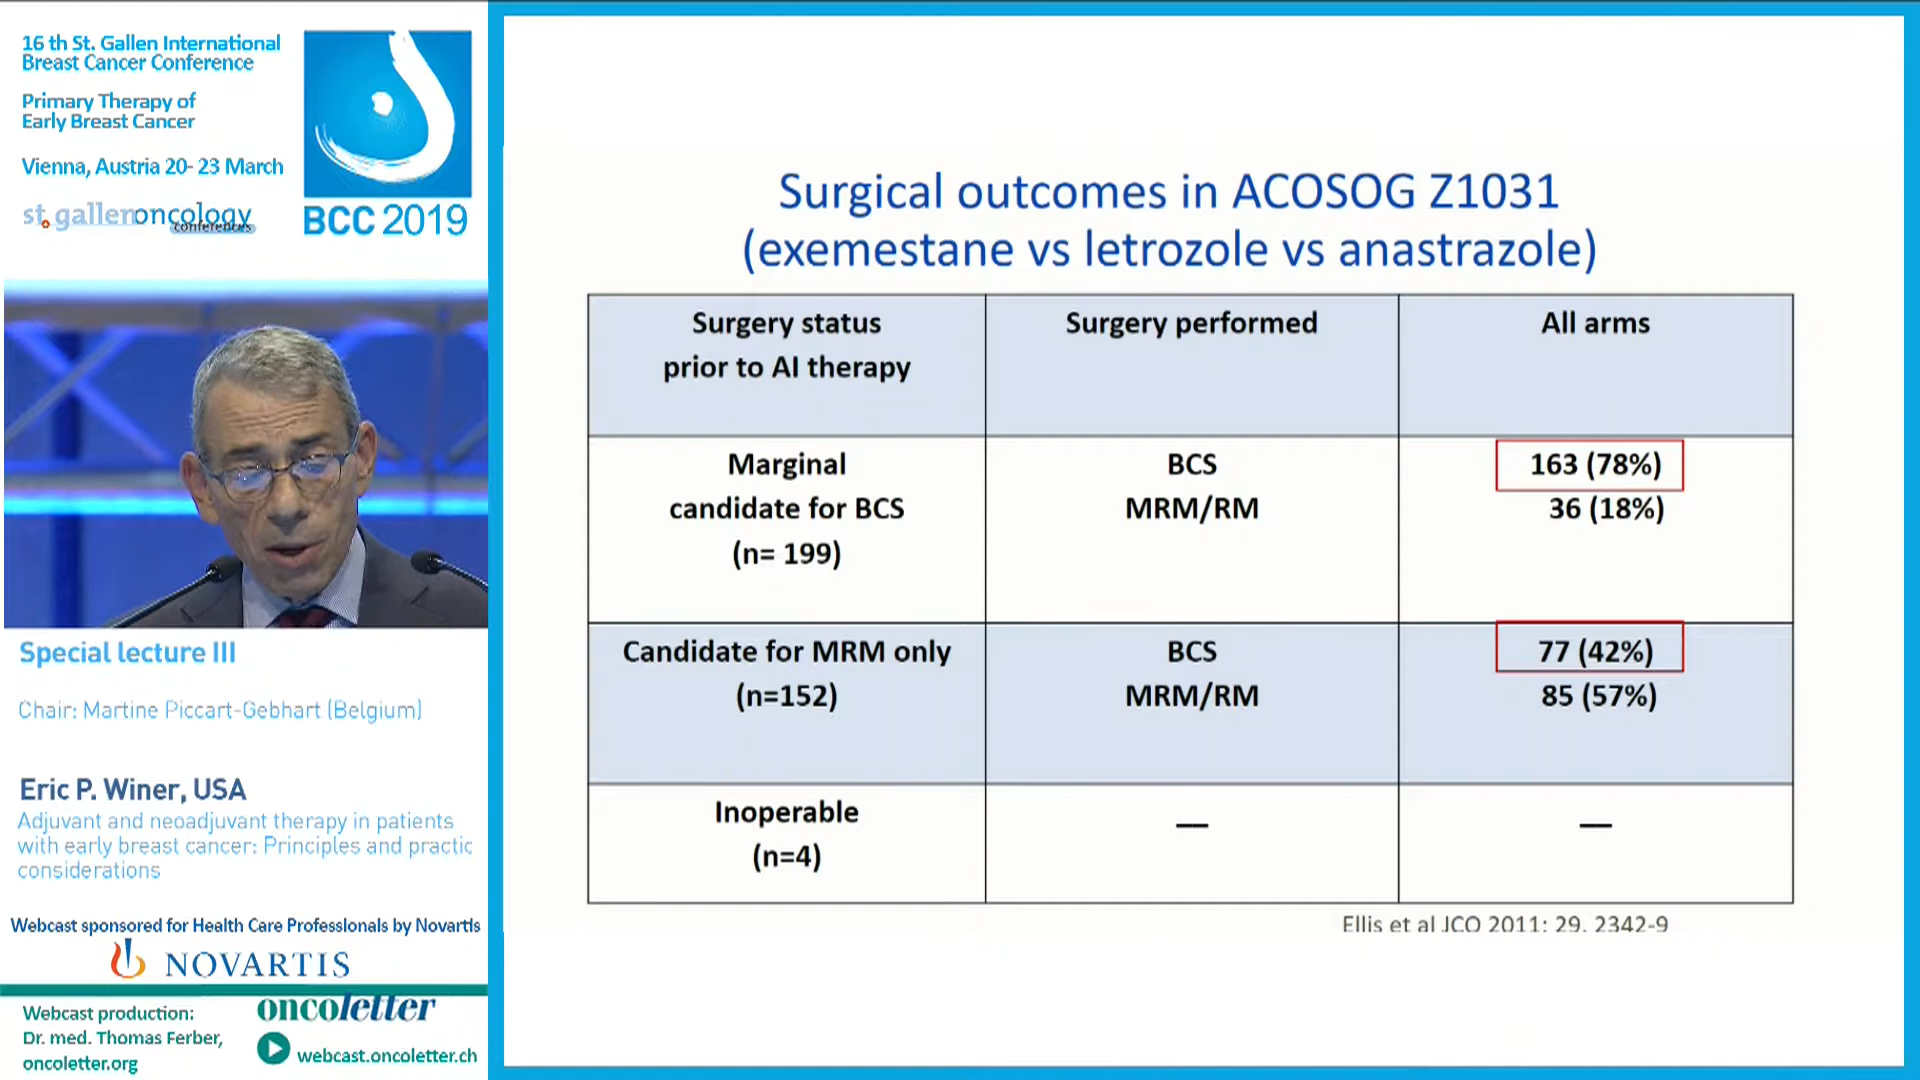 16 th St. Gallen International
Breast Cancer Conference
Primary Therapy of
Early Breast Cancer
Vienna, Austria 20- 23 March
st.gallenoncology
conferences
BCC 2019
Special lecture III
Chair: Martine Piccart-Gebhart (Belgium)
Eric P. Winer, USA
Adjuvant and neoadjuvant therapy in patients
with early breast cancer: Principles and practic
considerations
Webcast sponsored for Health Care Professionals by Novartis
NOVARTIS
Webcast production:
Dr. med. Thomas Ferber,
oncoletter.org
oncoletter
webcast.oncoletter.ch
Surgical outcomes in ACOSOG Z1031
(exemestane vs letrozole vs anastrazole)
Surgery status
prior to AI therapy
Surgery performed
All arms
Marginal
candidate for BCS
(n= 199)
BCS
MRM/RM
163 (78%)
36 (18%)
Candidate for MRM only
(n=152)
BCS
MRM/RM
77 (42%)
85 (57%)
Inoperable
(n=4)
—
—
Ellis et al JCO 2011: 29. 2342-9